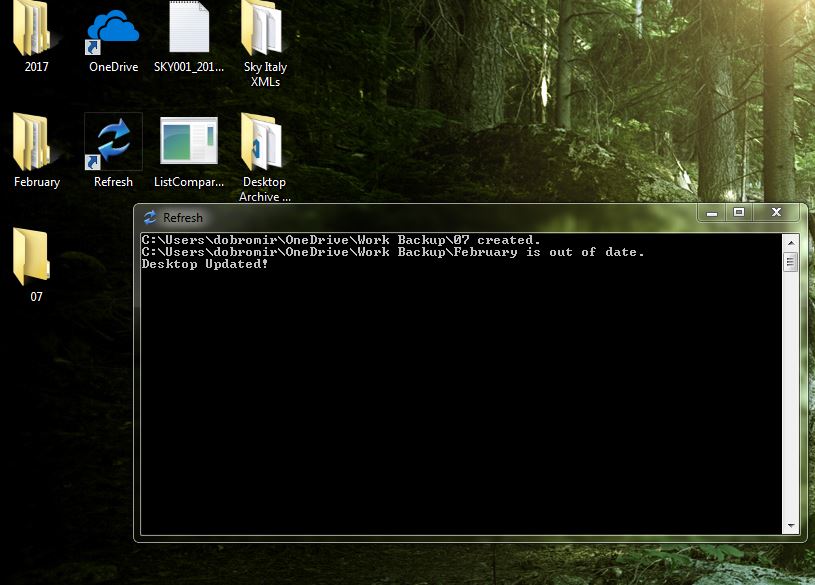 2017
OneDrive
SKY001_201...
Sky Italy
XMLs
February
Refresh
ListCompar...
Desktop
Archive ...
07
Refresh
C:\Users\dobromir\OneDrive\Work Backup\07 created.
C:\Users\dobromir\OneDrive\Work Backup\February is out of date.
Desktop Updated!